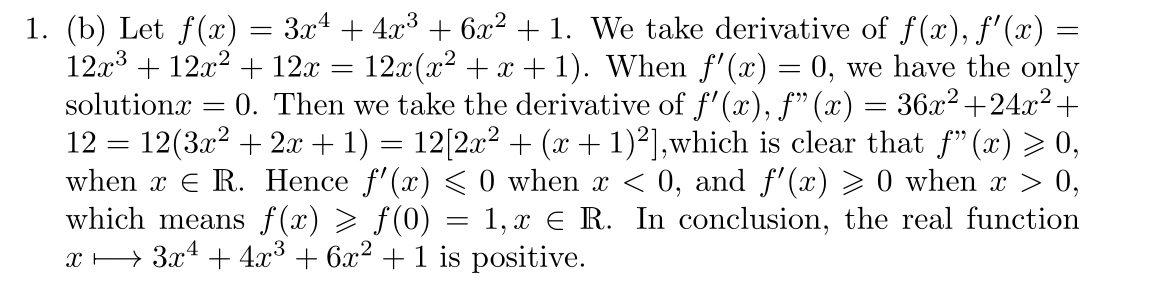 1. (b) Let f(x) = 3x⁴ + 4x³ + 6x² + 1. We take derivative of f(x), f′(x) =
12x³ + 12x² + 12x = 12x(x² + x + 1). When f′(x) = 0, we have the only
solutionx = 0. Then we take the derivative of f′(x), f”(x) = 36x²+24x²+
12 = 12(3x² + 2x + 1) = 12[2x² + (x + 1)²],which is clear that f”(x) ⩾ 0,
when x ∈ ℝ. Hence f′(x) ⩽ 0 when x < 0, and f′(x) ⩾ 0 when x > 0,
which means f(x) ⩾ f(0) = 1, x ∈ ℝ. In conclusion, the real function
x ⟼ 3x⁴ + 4x³ + 6x² + 1 is positive.